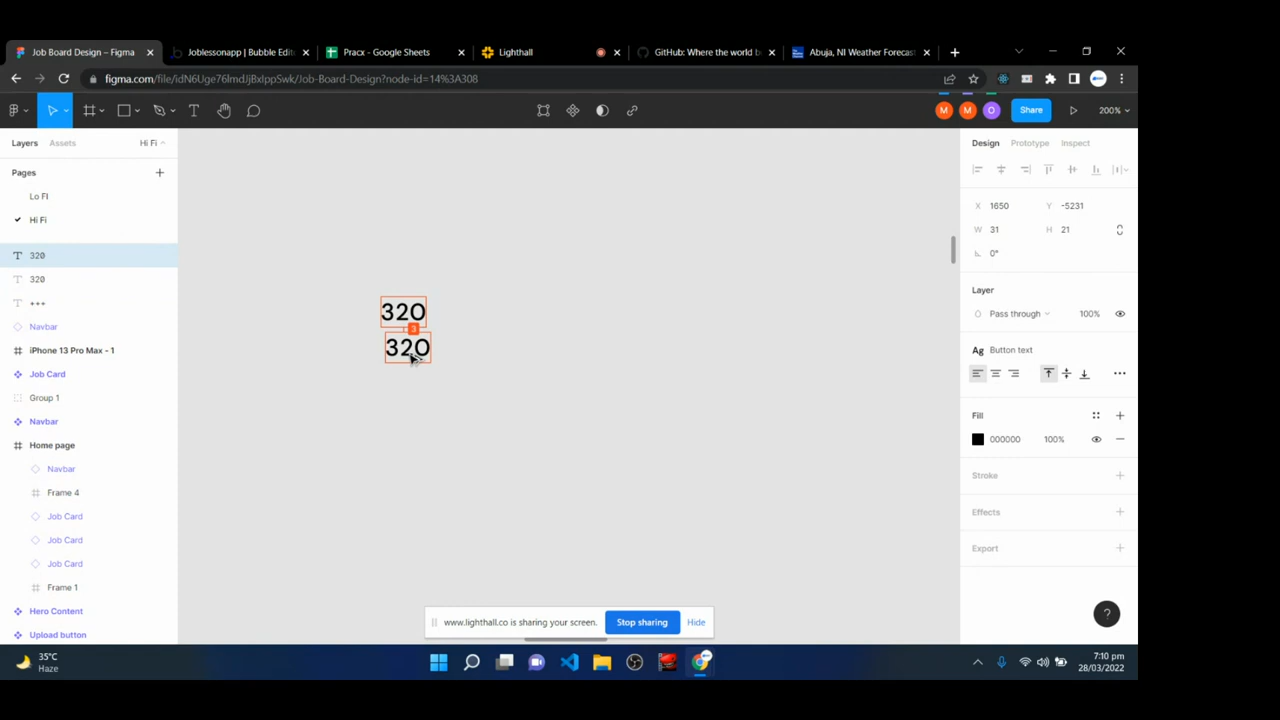 Job Board Design – Figma
Joblessonapp | Bubble Edit
Pracx - Google Sheets
Lighthall
GitHub: Where the world b
Abuja, NI Weather Forecas
figma.com/file/idN6Uge76lmdJjBxlppSwk/Job-Board-Design?node-id=14%3A308
M M O Share 200%
Layers Assets Hi Fi
Pages
Lo FI
Hi Fi
320
320
+++
Navbar
iPhone 13 Pro Max - 1
Job Card
Group 1
Navbar
Home page
Navbar
Frame 4
Job Card
Job Card
Job Card
Frame 1
Hero Content
Upload button
320
3
320
Design Prototype Inspect
X 1650 Y -5231
W 31 H 21
0°
Layer
Pass through 100%
Ag Button text
Fill
000000 100%
Stroke
Effects
Export
?
www.lighthall.co is sharing your screen. Stop sharing Hide
35°C
Haze
7:10 pm
28/03/2022